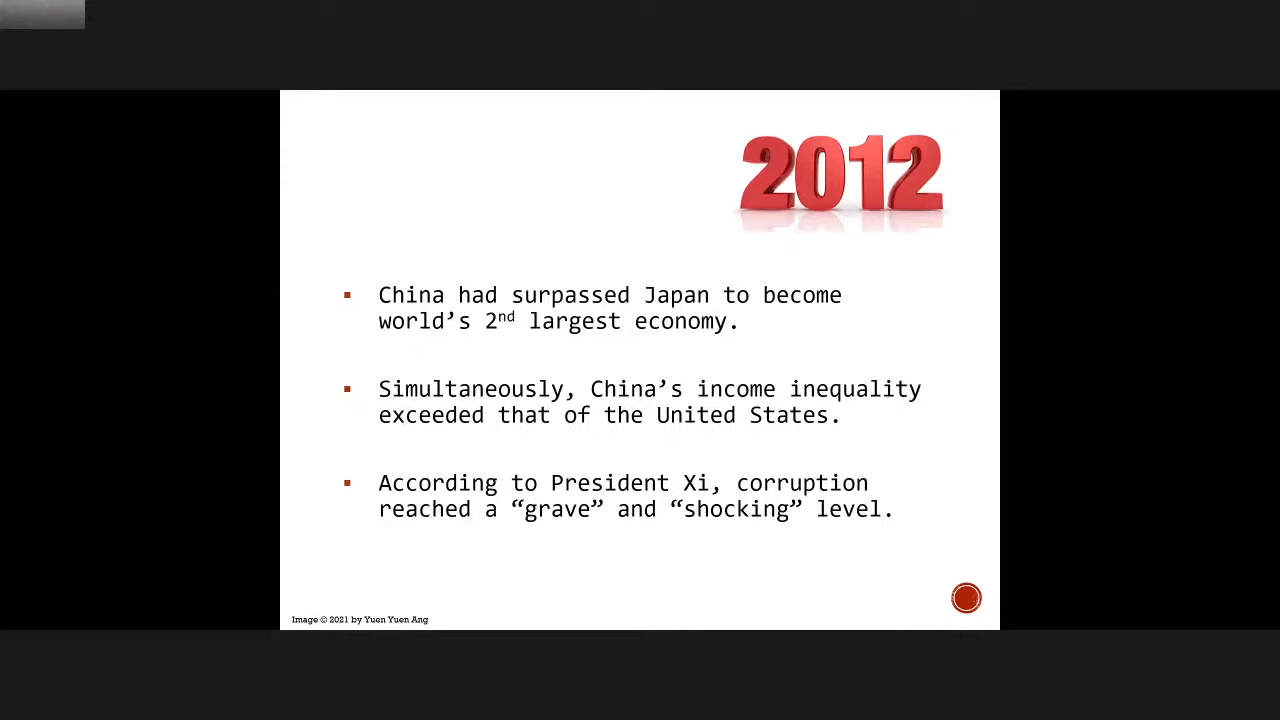 2012
▪ China had surpassed Japan to become
world’s 2nd largest economy.
▪ Simultaneously, China’s income inequality
exceeded that of the United States.
▪ According to President Xi, corruption
reached a “grave” and “shocking” level.
Image © 2021 by Yuen Yuen Ang